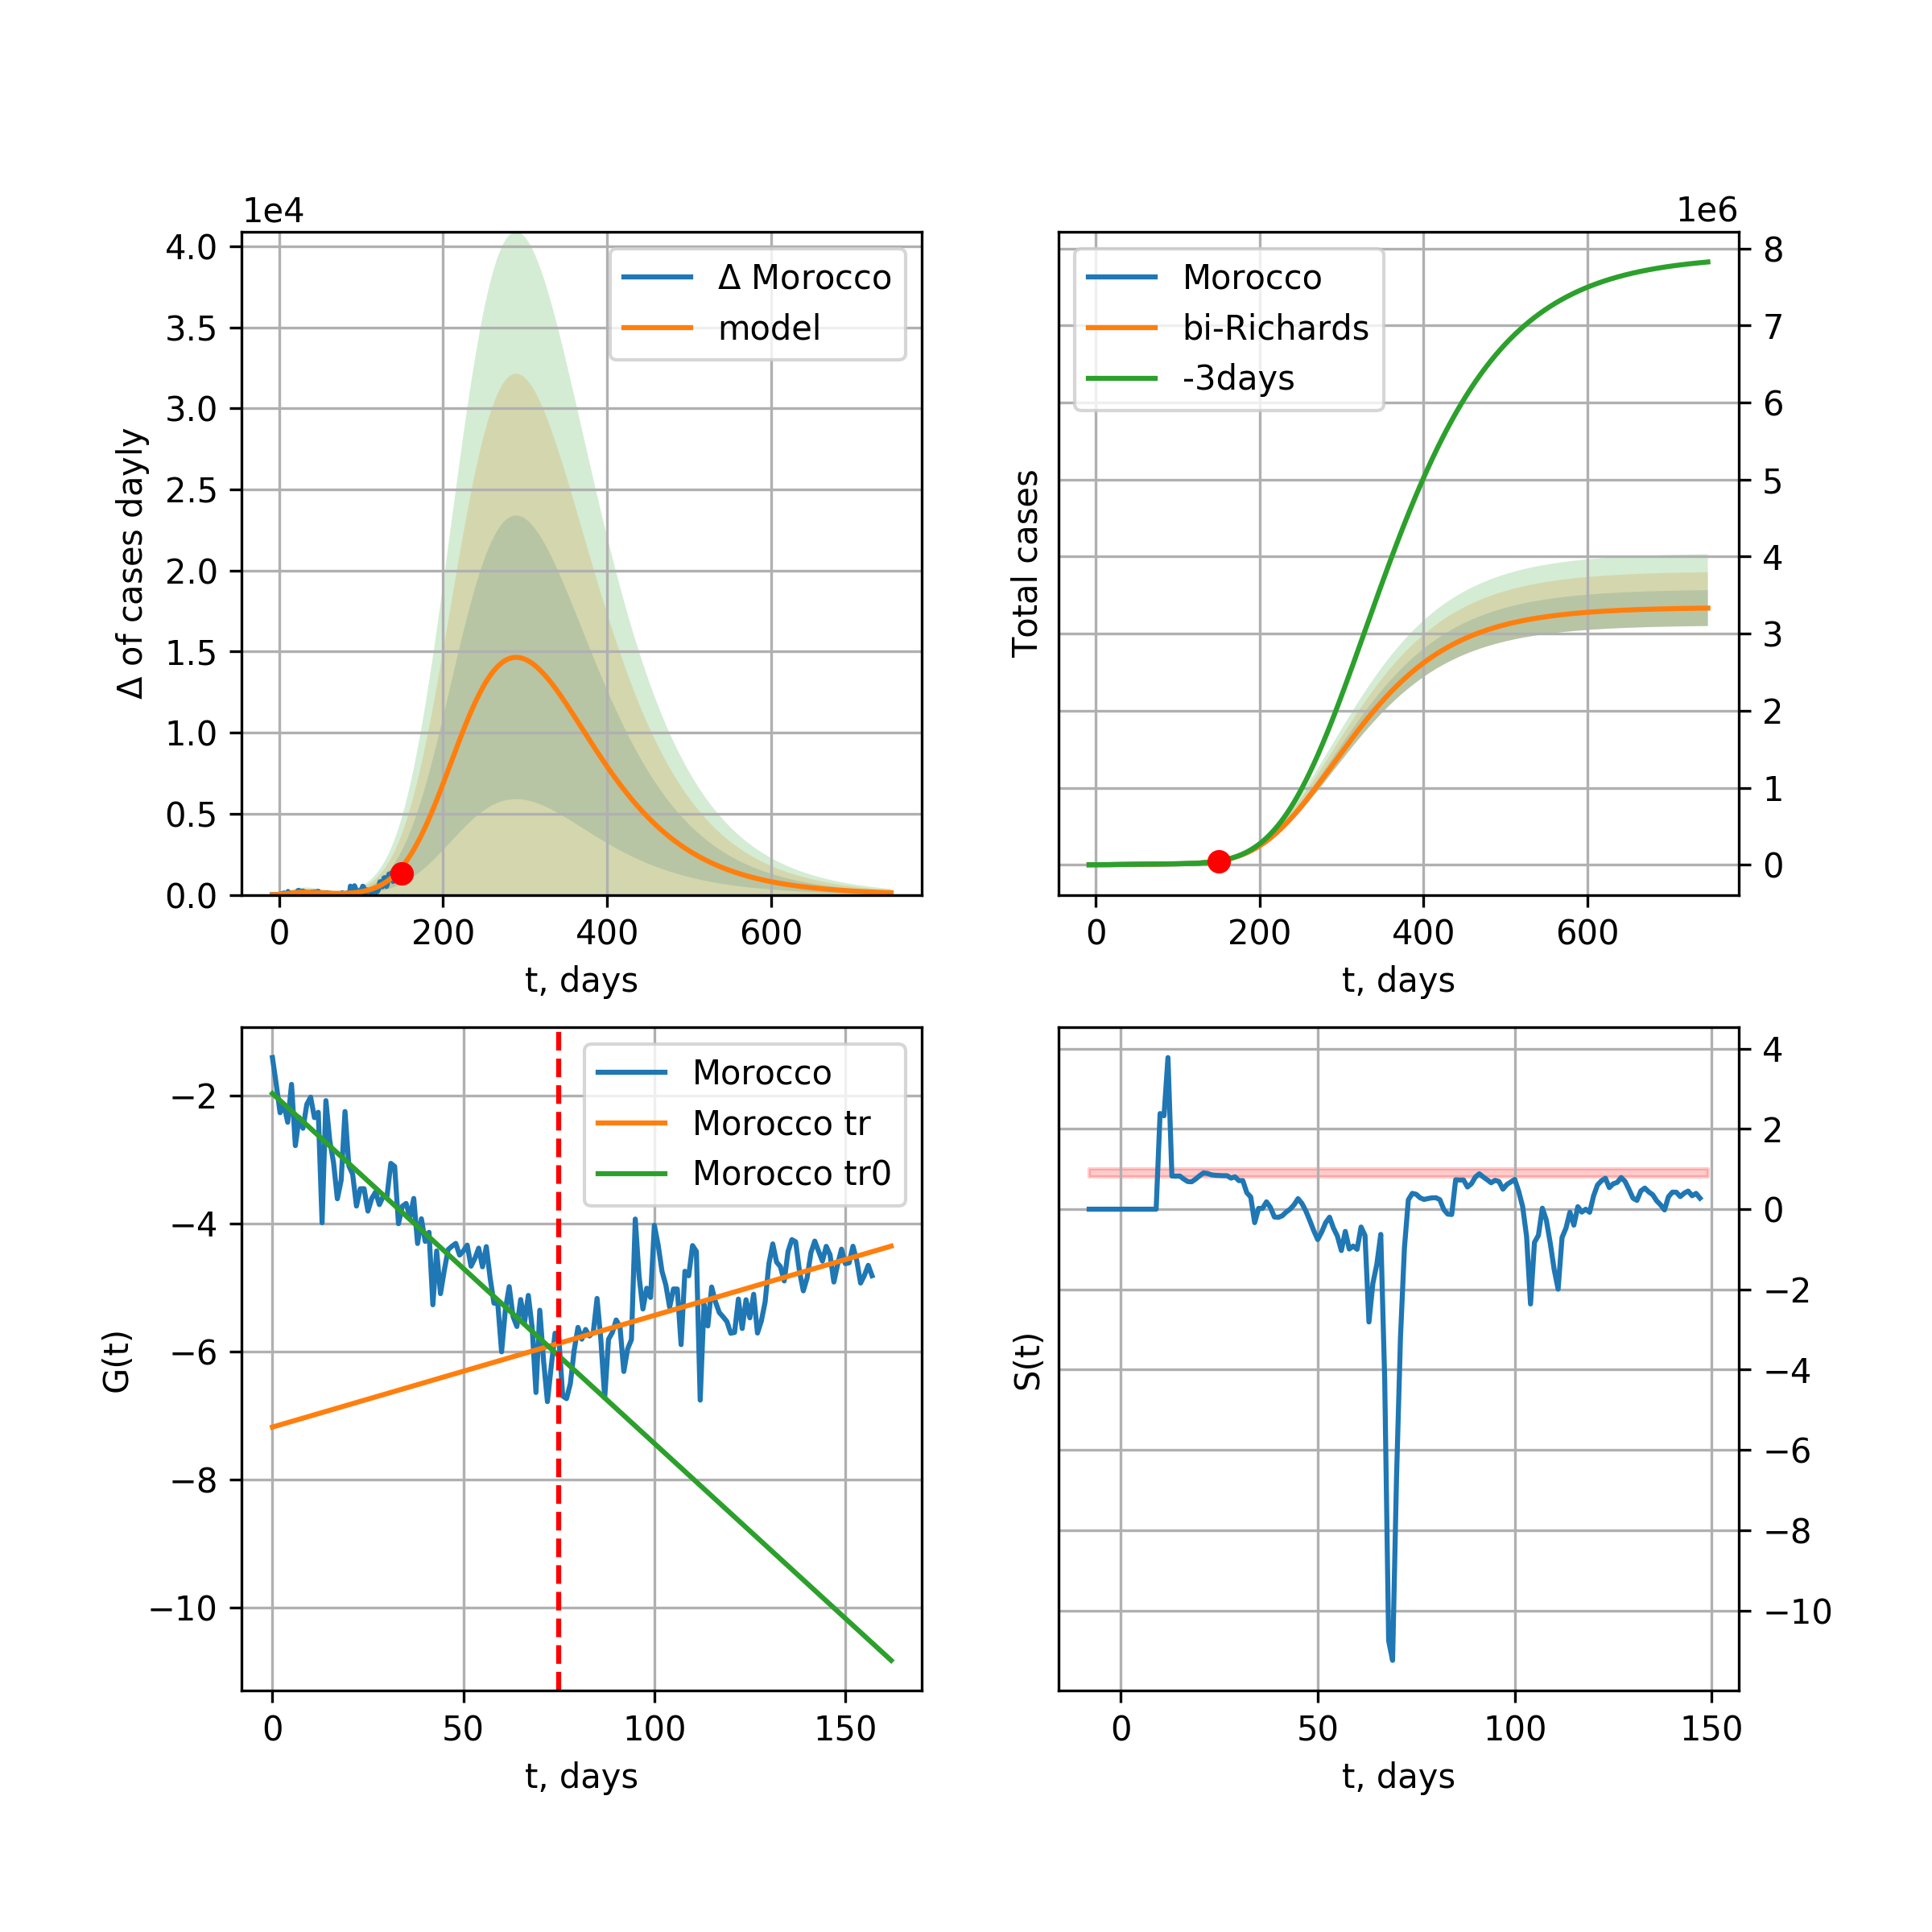 1e4
4.0
3.5
3.0
2.5
2.0
1.5
1.0
0.5
0.0
Δ of cases dayly
Δ Morocco
model
0 200 400 600
t, days
1e6
8
7
6
5
4
3
2
1
0
Total cases
Morocco
bi-Richards
-3days
0 200 400 600
t, days
−2
−4
−6
−8
−10
G(t)
Morocco
Morocco tr
Morocco tr0
0 50 100 150
t, days
4
2
0
−2
−4
−6
−8
−10
S(t)
0 50 100 150
t, days